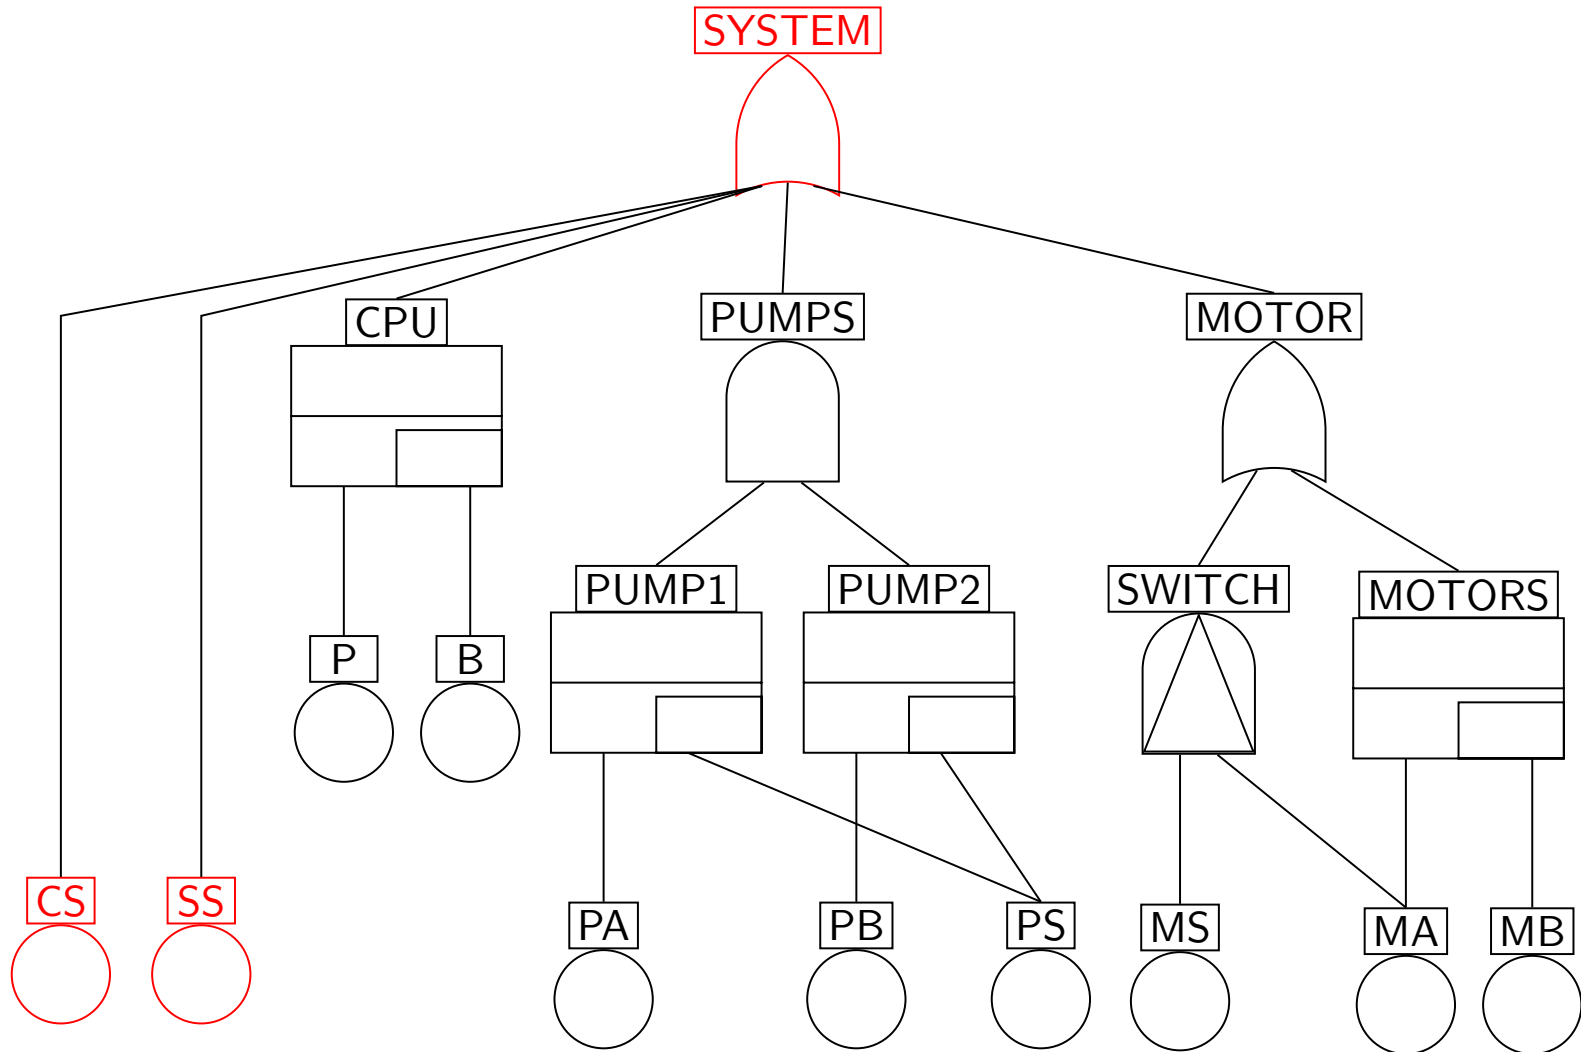 SYSTEM
CPU
PUMPS
MOTOR
PUMP1
PUMP2
SWITCH
MOTORS
P
B
CS
SS
PA
PB
PS
MS
MA
MB